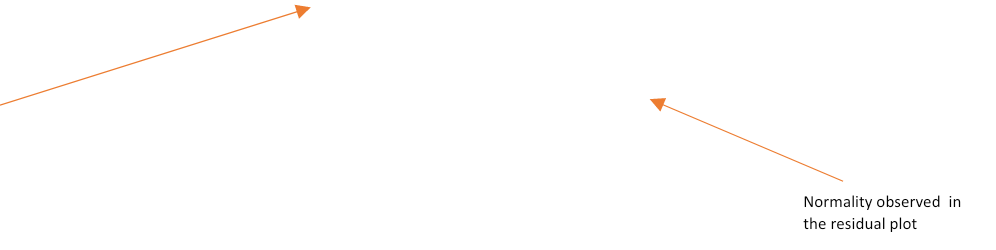 Normality observed  in
the residual plot